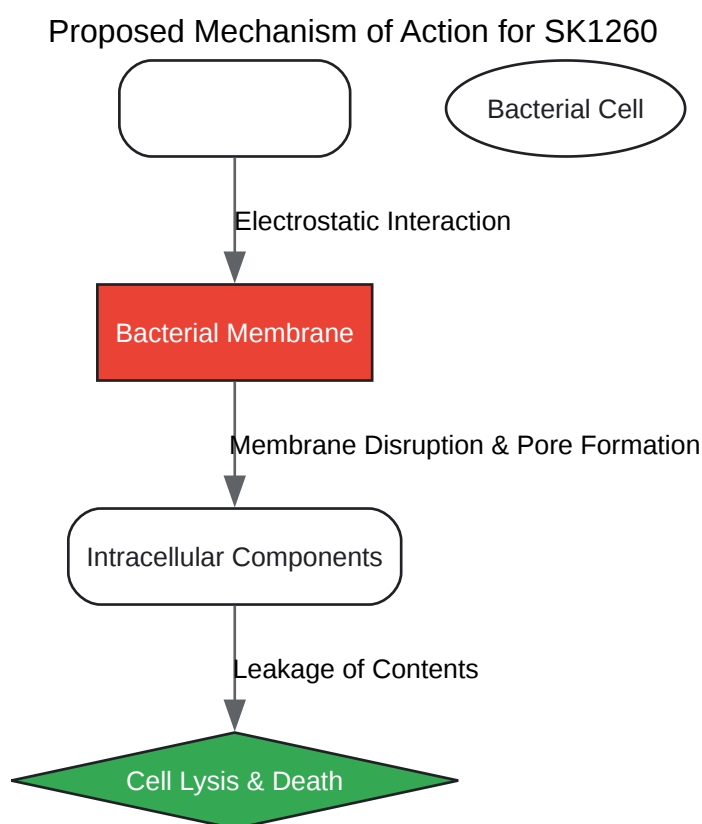 Proposed Mechanism of Action for SK1260
Bacterial Cell
Electrostatic Interaction
Bacterial Membrane
Membrane Disruption & Pore Formation
Intracellular Components
Leakage of Contents
Cell Lysis & Death